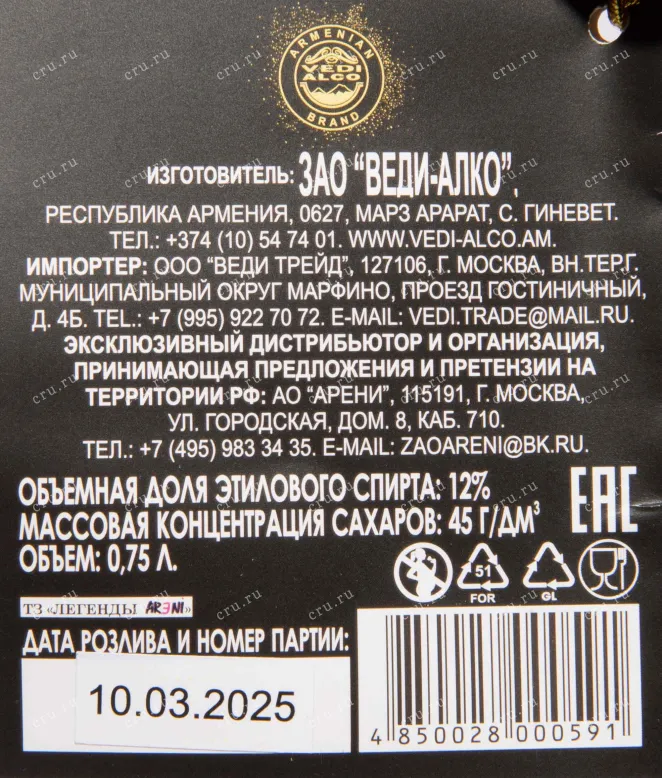 ARMENIAN
VEDI
ALCO
BRAND
ИЗГОТОВИТЕЛЬ: ЗАО “ВЕДИ-АЛКО”,
РЕСПУБЛИКА АРМЕНИЯ, 0627, МАРЗ АРАРАТ, С. ГИНЕВЕТ.
ТЕЛ.: +374 (10) 54 74 01. WWW.VEDI-ALCO.AM.
ИМПОРТЕР: ООО “ВЕДИ ТРЕЙД”, 127106, Г. МОСКВА, ВН.ТЕР.Г.
МУНИЦИПАЛЬНЫЙ ОКРУГ МАРФИНО, ПРОЕЗД ГОСТИНИЧНЫЙ,
Д. 4Б. TEL.: +7 (995) 922 70 72. E-MAIL: VEDI.TRADE@MAIL.RU.
ЭКСКЛЮЗИВНЫЙ ДИСТРИБЬЮТОР И ОРГАНИЗАЦИЯ,
ПРИНИМАЮЩАЯ ПРЕДЛОЖЕНИЯ И ПРЕТЕНЗИИ НА
ТЕРРИТОРИИ РФ: АО “АРЕНИ”, 115191, Г. МОСКВА,
УЛ. ГОРОДСКАЯ, ДОМ. 8, КАБ. 710.
ТЕЛ.: +7 (495) 983 34 35. E-MAIL: ZAOARENI@BK.RU.
ОБЪЕМНАЯ ДОЛЯ ЭТИЛОВОГО СПИРТА: 12%
МАССОВАЯ КОНЦЕНТРАЦИЯ САХАРОВ: 45 Г/ДМ³
ОБЪЕМ: 0,75 Л.
EAC
51
FOR
GL
ТЗ «ЛЕГЕНДЫ ARЭNI»
ДАТА РОЗЛИВА И НОМЕР ПАРТИИ:
10.03.2025
4 850028 000591
cru.ru